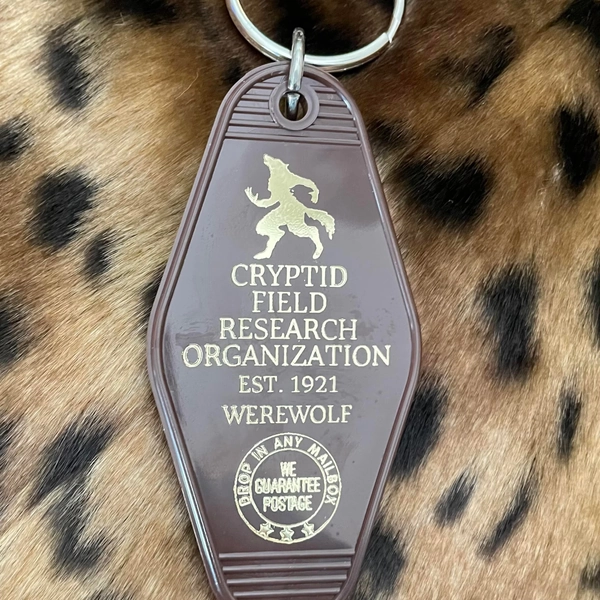 CRYPTID
FIELD
RESEARCH
ORGANIZATION
EST. 1921
WEREWOLF
DROP IN ANY MAILBOX
WE
GUARANTEE
POSTAGE